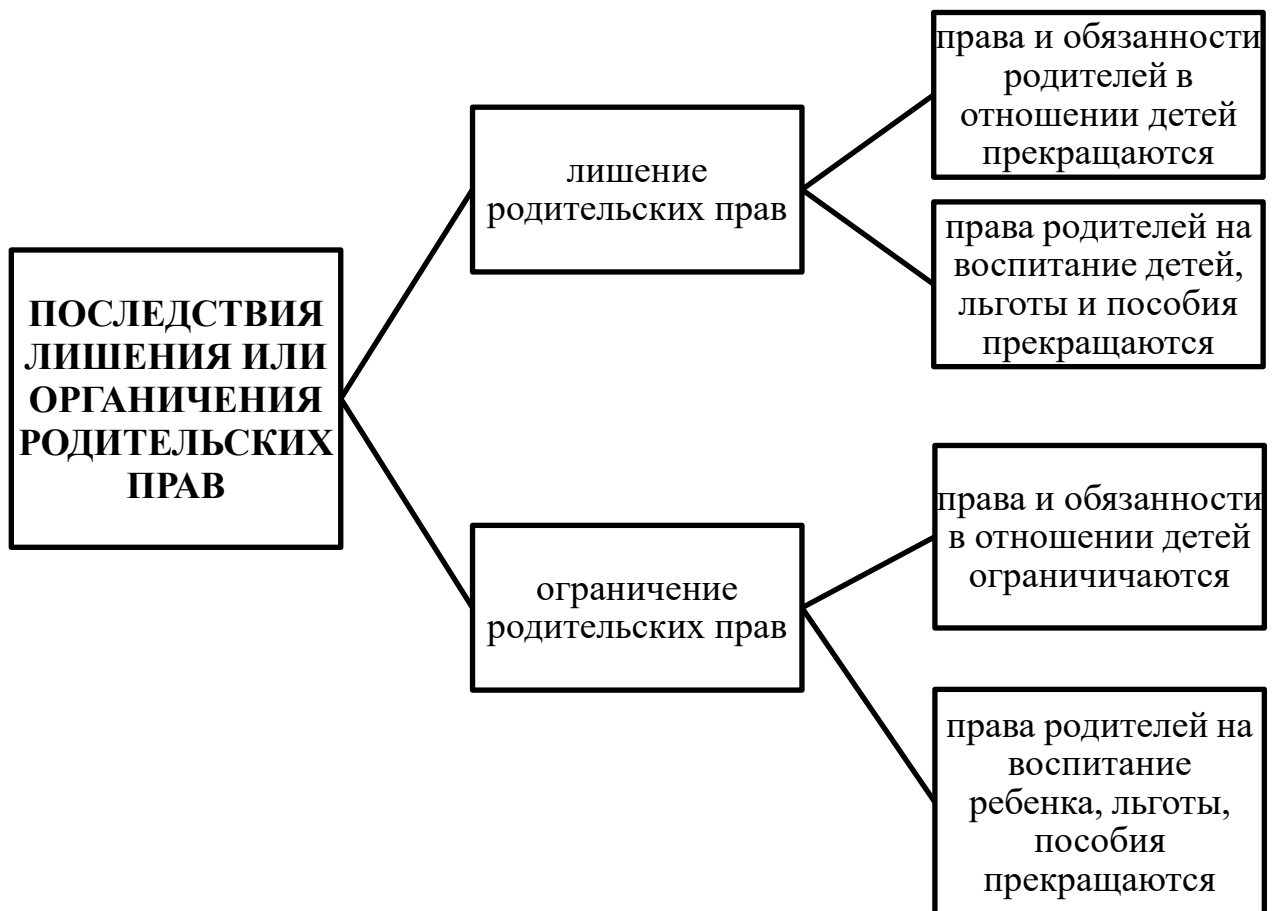 ПОСЛЕДСТВИЯ
ЛИШЕНИЯ ИЛИ
ОРГАНИЧЕНИЯ
РОДИТЕЛЬСКИХ
ПРАВ
лишение
родительских прав
права и обязанности
родителей в
отношении детей
прекращаются
права родителей на
воспитание детей,
льготы и пособия
прекращаются
ограничение
родительских прав
права и обязанности
в отношении детей
ограничичаются
права родителей на
воспитание
ребенка, льготы,
пособия
прекращаются